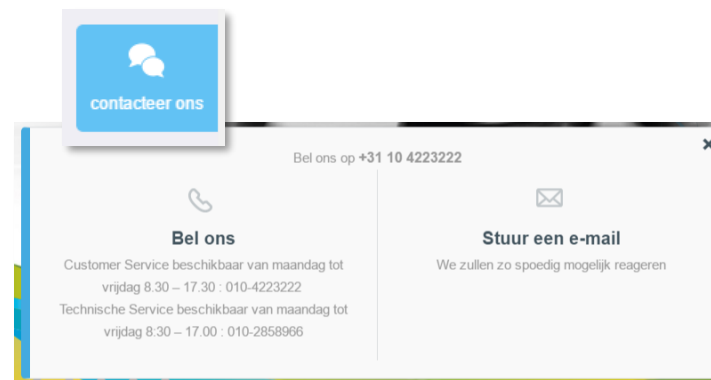 contacteer ons
Bel ons op +31 10 4223222
Bel ons
Customer Service beschikbaar van maandag tot
vrijdag 8.30 – 17.30 : 010-4223222
Technische Service beschikbaar van maandag tot
vrijdag 8:30 – 17.00 : 010-2858966
Stuur een e-mail
We zullen zo spoedig mogelijk reageren